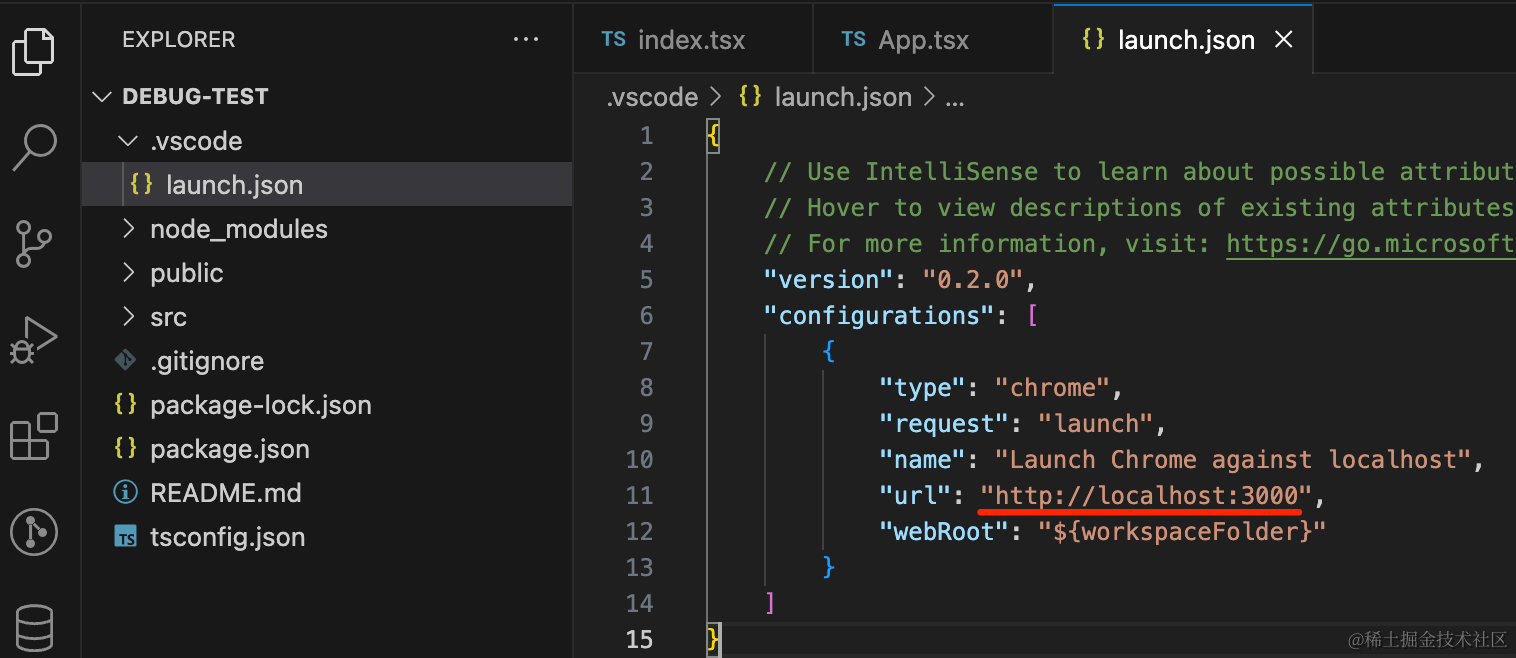 EXPLORER
DEBUG-TEST
.vscode
{} launch.json
node_modules
public
src
.gitignore
{} package-lock.json
{} package.json
README.md
TS tsconfig.json
TS index.tsx
TS App.tsx
{} launch.json
.vscode > {} launch.json > ...
1 {
2 // Use IntelliSense to learn about possible attribut
3 // Hover to view descriptions of existing attributes
4 // For more information, visit: https://go.microsoft
5 "version": "0.2.0",
6 "configurations": [
7 {
8 "type": "chrome",
9 "request": "launch",
10 "name": "Launch Chrome against localhost",
11 "url": "http://localhost:3000",
12 "webRoot": "${workspaceFolder}"
13 }
14 ]
15 }
@稀土掘金技术社区